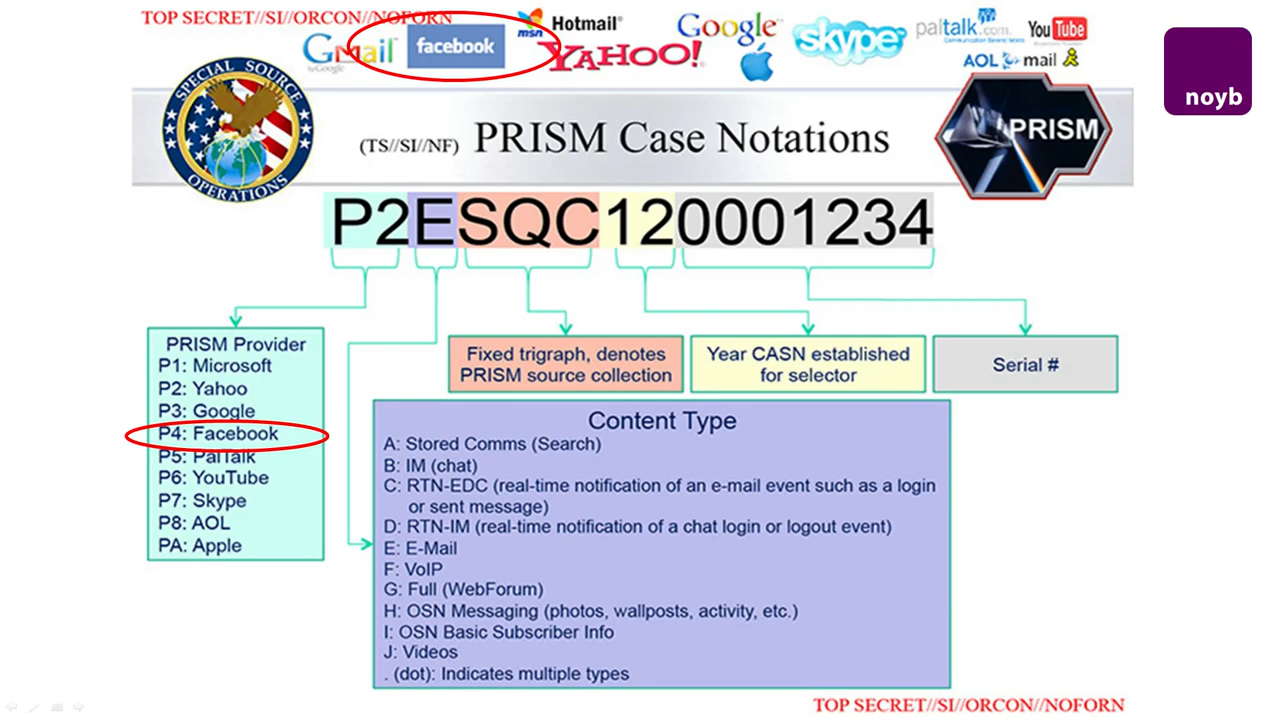 TOP SECRET//SI//ORCON//NOFORN
Gmail
by Google
facebook
msn
Hotmail
YAHOO!
Google
skype
paltalk.com
Communication Beyond Words
YouTube
AOL mail
noyb
SPECIAL SOURCE OPERATIONS
(TS//SI//NF) PRISM Case Notations
PRISM
P2ESQC120001234
PRISM Provider
P1: Microsoft
P2: Yahoo
P3: Google
P4: Facebook
P5: PalTalk
P6: YouTube
P7: Skype
P8: AOL
PA: Apple
Fixed trigraph, denotes
PRISM source collection
Year CASN established
for selector
Serial #
Content Type
A: Stored Comms (Search)
B: IM (chat)
C: RTN-EDC (real-time notification of an e-mail event such as a login
or sent message)
D: RTN-IM (real-time notification of a chat login or logout event)
E: E-Mail
F: VoIP
G: Full (WebForum)
H: OSN Messaging (photos, wallposts, activity, etc.)
I: OSN Basic Subscriber Info
J: Videos
. (dot): Indicates multiple types
TOP SECRET//SI//ORCON//NOFORN